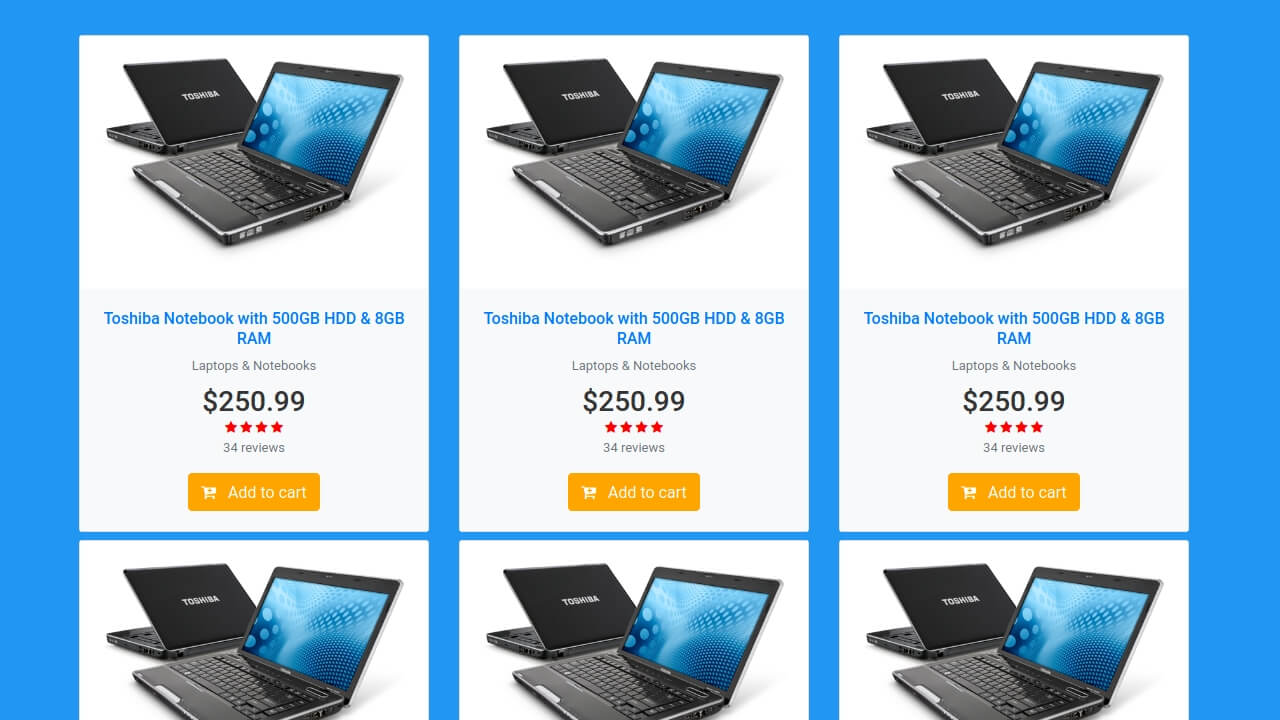 TOSHIBA
TOSHIBA
TOSHIBA
Toshiba Notebook with 500GB HDD & 8GB
RAM
Laptops & Notebooks
$250.99
34 reviews
Add to cart
Toshiba Notebook with 500GB HDD & 8GB
RAM
Laptops & Notebooks
$250.99
34 reviews
Add to cart
Toshiba Notebook with 500GB HDD & 8GB
RAM
Laptops & Notebooks
$250.99
34 reviews
Add to cart
TOSHIBA
TOSHIBA
TOSHIBA